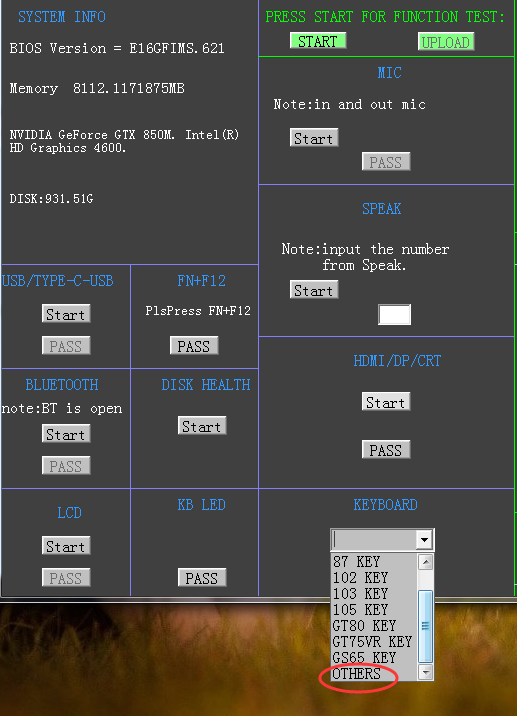 SYSTEM INFO
BIOS Version = E16GFIMS.621
Memory 8112.1171875MB
NVIDIA GeForce GTX 850M. Intel(R)
HD Graphics 4600.
DISK:931.51G
PRESS START FOR FUNCTION TEST:
START
UPLOAD
MIC
Note:in and out mic
Start
PASS
SPEAK
Note:input the number
from Speak.
Start
USB/TYPE-C-USB
Start
PASS
FN+F12
PlsPress FN+F12
PASS
HDMI/DP/CRT
Start
PASS
BLUETOOTH
note:BT is open
Start
PASS
DISK HEALTH
Start
LCD
Start
PASS
KB LED
PASS
KEYBOARD
87 KEY
102 KEY
103 KEY
105 KEY
GT80 KEY
GT75VR KEY
GS65 KEY
OTHERS